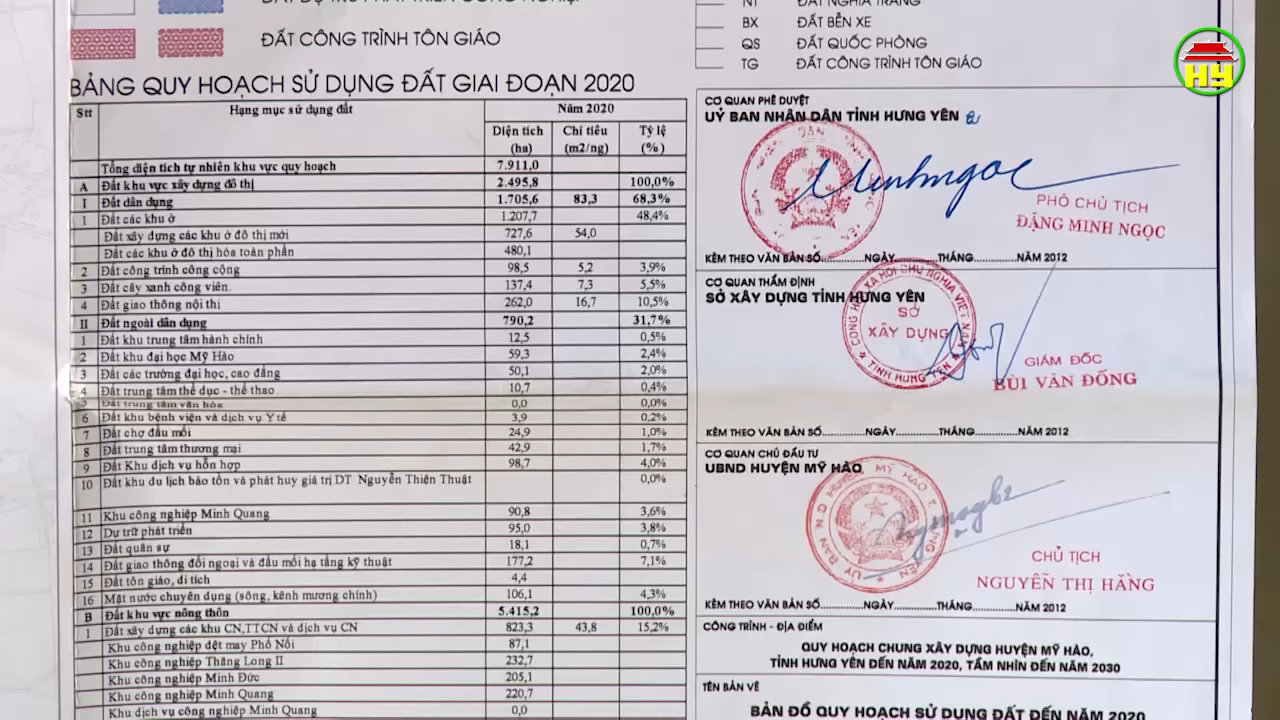 ĐẤT CÔNG TRÌNH TÔN GIÁO
BẢNG QUY HOẠCH SỬ DỤNG ĐẤT GIAI ĐOẠN 2020
Stt Hạng mục sử dụng đất Năm 2020
Diện tích (ha) Chỉ tiêu (m2/ng) Tỷ lệ (%)
Tổng diện tích tự nhiên khu vực quy hoạch 7.911,0
A Đất khu vực xây dựng đô thị 2.495,8 100,0%
I Đất dân dụng 1.705,6 83,3 68,3%
1 Đất các khu ở 1.207,7 48,4%
Đất xây dựng các khu ở đô thị mới 727,6 54,0
Đất các khu ở đô thị hóa toàn phần 480,1
2 Đất công trình công cộng 98,5 5,2 3,9%
3 Đất cây xanh công viên. 137,4 7,3 5,5%
4 Đất giao thông nội thị 262,0 16,7 10,5%
II Đất ngoài dân dụng 790,2 31,7%
1 Đất khu trung tâm hành chính 12,5 0,5%
2 Đất khu đại học Mỹ Hào 59,3 2,4%
3 Đất các trường đại học, cao đẳng 50,1 2,0%
4 Đất trung tâm thể dục - thể thao 10,7 0,4%
5 Đất trung tâm văn hóa 0,0 0,0%
6 Đất khu bệnh viện và dịch vụ Y tế 3,9 0,2%
7 Đất chợ đầu mối 24,9 1,0%
8 Đất trung tâm thương mại 42,9 1,7%
9 Đất Khu dịch vụ hỗn hợp 98,7 4,0%
10 Đất khu du lịch bảo tồn và phát huy giá trị DT Nguyễn Thiện Thuật 0,0%
11 Khu công nghiệp Minh Quang 90,8 3,6%
12 Dự trữ phát triển 95,0 3,8%
13 Đất quân sự 18,1 0,7%
14 Đất giao thông đối ngoại và đầu mối hạ tầng kỹ thuật 177,2 7,1%
15 Đất tôn giáo, di tích 4,4
16 Mặt nước chuyên dụng (sông, kênh mương chính) 106,1 4,3%
B Đất khu vực nông thôn 5.415,2 100,0%
1 Đất xây dựng các khu CN,TTCN và dịch vụ CN 823,3 43,8 15,2%
Khu công nghiệp dệt may Phố Nối 87,1
Khu công nghiệp Thăng Long II 232,7
Khu công nghiệp Minh Đức 205,1
Khu công nghiệp Minh Quang 220,7
Khu dịch vụ công nghiệp Minh Quang 0,0
NT ĐẤT NGHĨA TRANG
BX ĐẤT BẾN XE
QS ĐẤT QUỐC PHÒNG
TG ĐẤT CÔNG TRÌNH TÔN GIÁO
HY
CƠ QUAN PHÊ DUYỆT
UỶ BAN NHÂN DÂN TỈNH HƯNG YÊN
PHÓ CHỦ TỊCH
ĐẶNG MINH NGỌC
KÈM THEO VĂN BẢN SỐ..............NGÀY..............THÁNG..............NĂM 2012
CƠ QUAN THẨM ĐỊNH
SỞ XÂY DỰNG TỈNH HƯNG YÊN
CỘNG HÒA XÃ HỘI CHỦ NGHĨA VIỆT NAM
SỞ
XÂY DỰNG
TỈNH HƯNG YÊN
GIÁM ĐỐC
BÙI VĂN ĐỐNG
KÈM THEO VĂN BẢN SỐ..............NGÀY..............THÁNG..............NĂM 2012
CƠ QUAN CHỦ ĐẦU TƯ
UBND HUYỆN MỸ HÀO
CHỦ TỊCH
NGUYỄN THỊ HẰNG
KÈM THEO VĂN BẢN SỐ..............NGÀY..............THÁNG..............NĂM 2012
CÔNG TRÌNH - ĐỊA ĐIỂM
QUY HOẠCH CHUNG XÂY DỰNG HUYỆN MỸ HÀO,
TỈNH HƯNG YÊN ĐẾN NĂM 2020, TẦM NHÌN ĐẾN NĂM 2030
TÊN BẢN VẼ
BẢN ĐỒ QUY HOẠCH SỬ DỤNG ĐẤT ĐẾN NĂM 2020